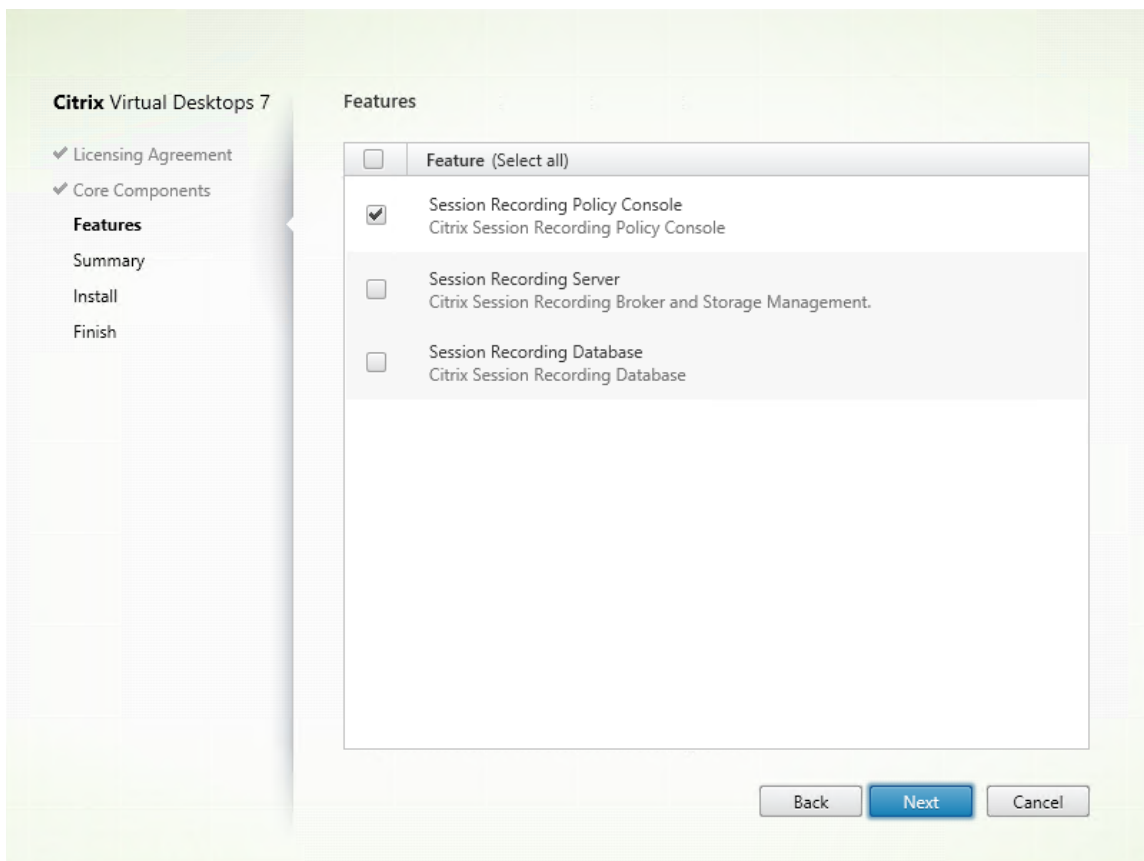 Citrix Virtual Desktops 7
Licensing Agreement
Core Components
Features
Summary
Install
Finish
Features
Feature (Select all)
Session Recording Policy Console
Citrix Session Recording Policy Console
Session Recording Server
Citrix Session Recording Broker and Storage Management.
Session Recording Database
Citrix Session Recording Database
Back
Next
Cancel